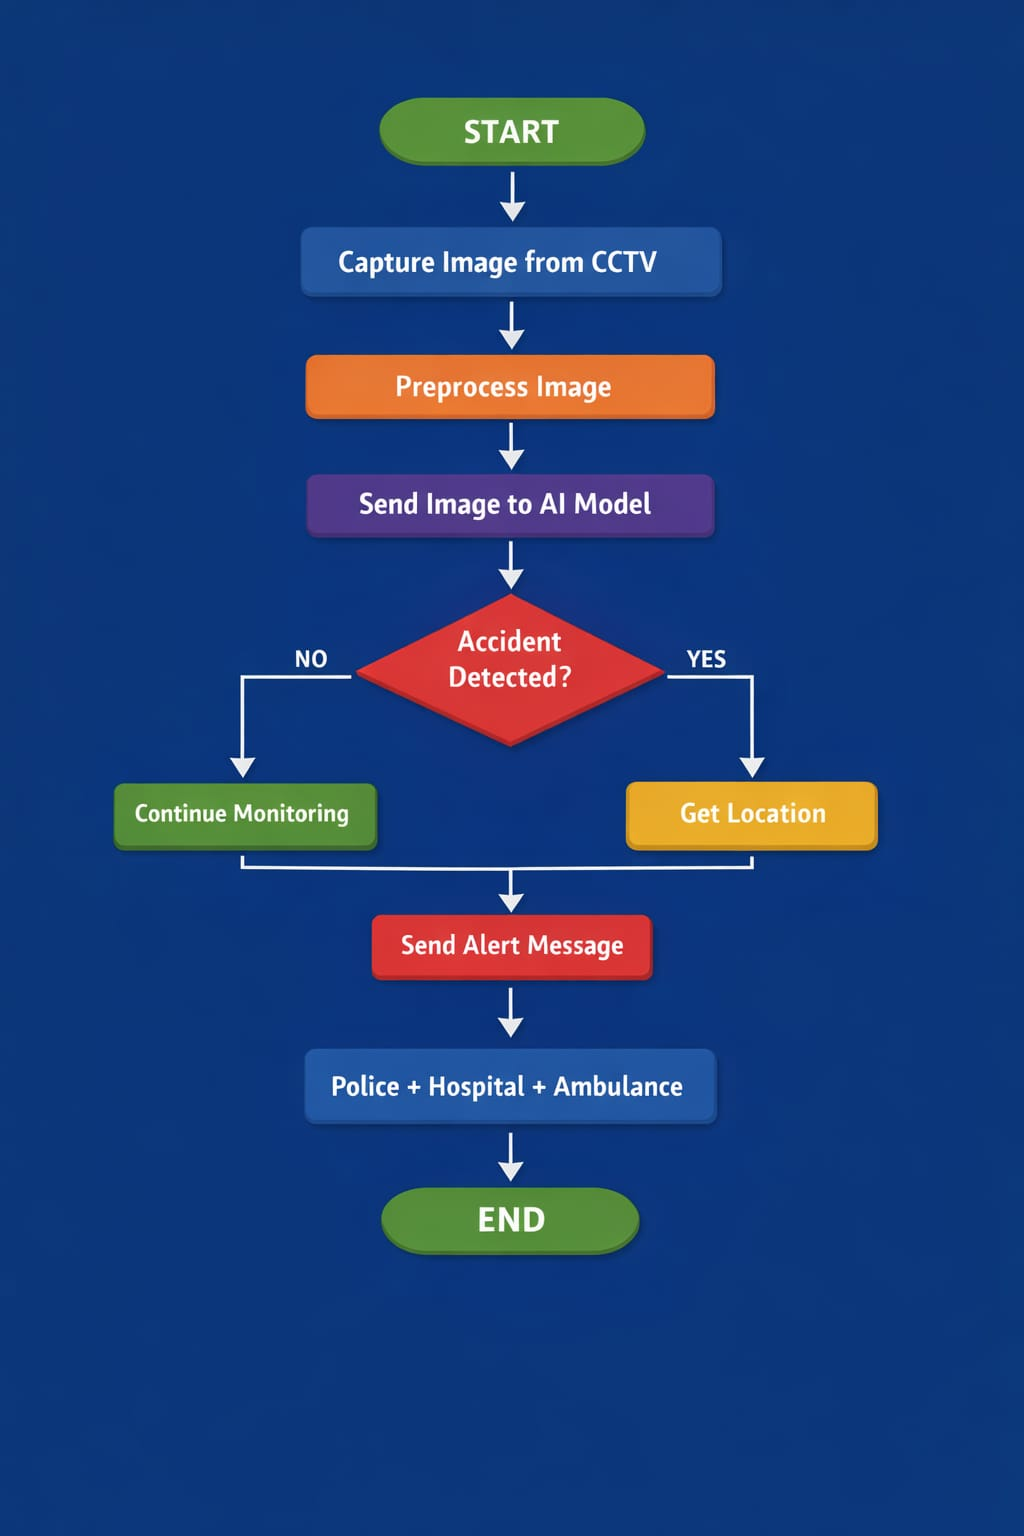 START
Capture Image from CCTV
Preprocess Image
Send Image to AI Model
Accident
Detected?
NO
YES
Continue Monitoring
Get Location
Send Alert Message
Police + Hospital + Ambulance
END